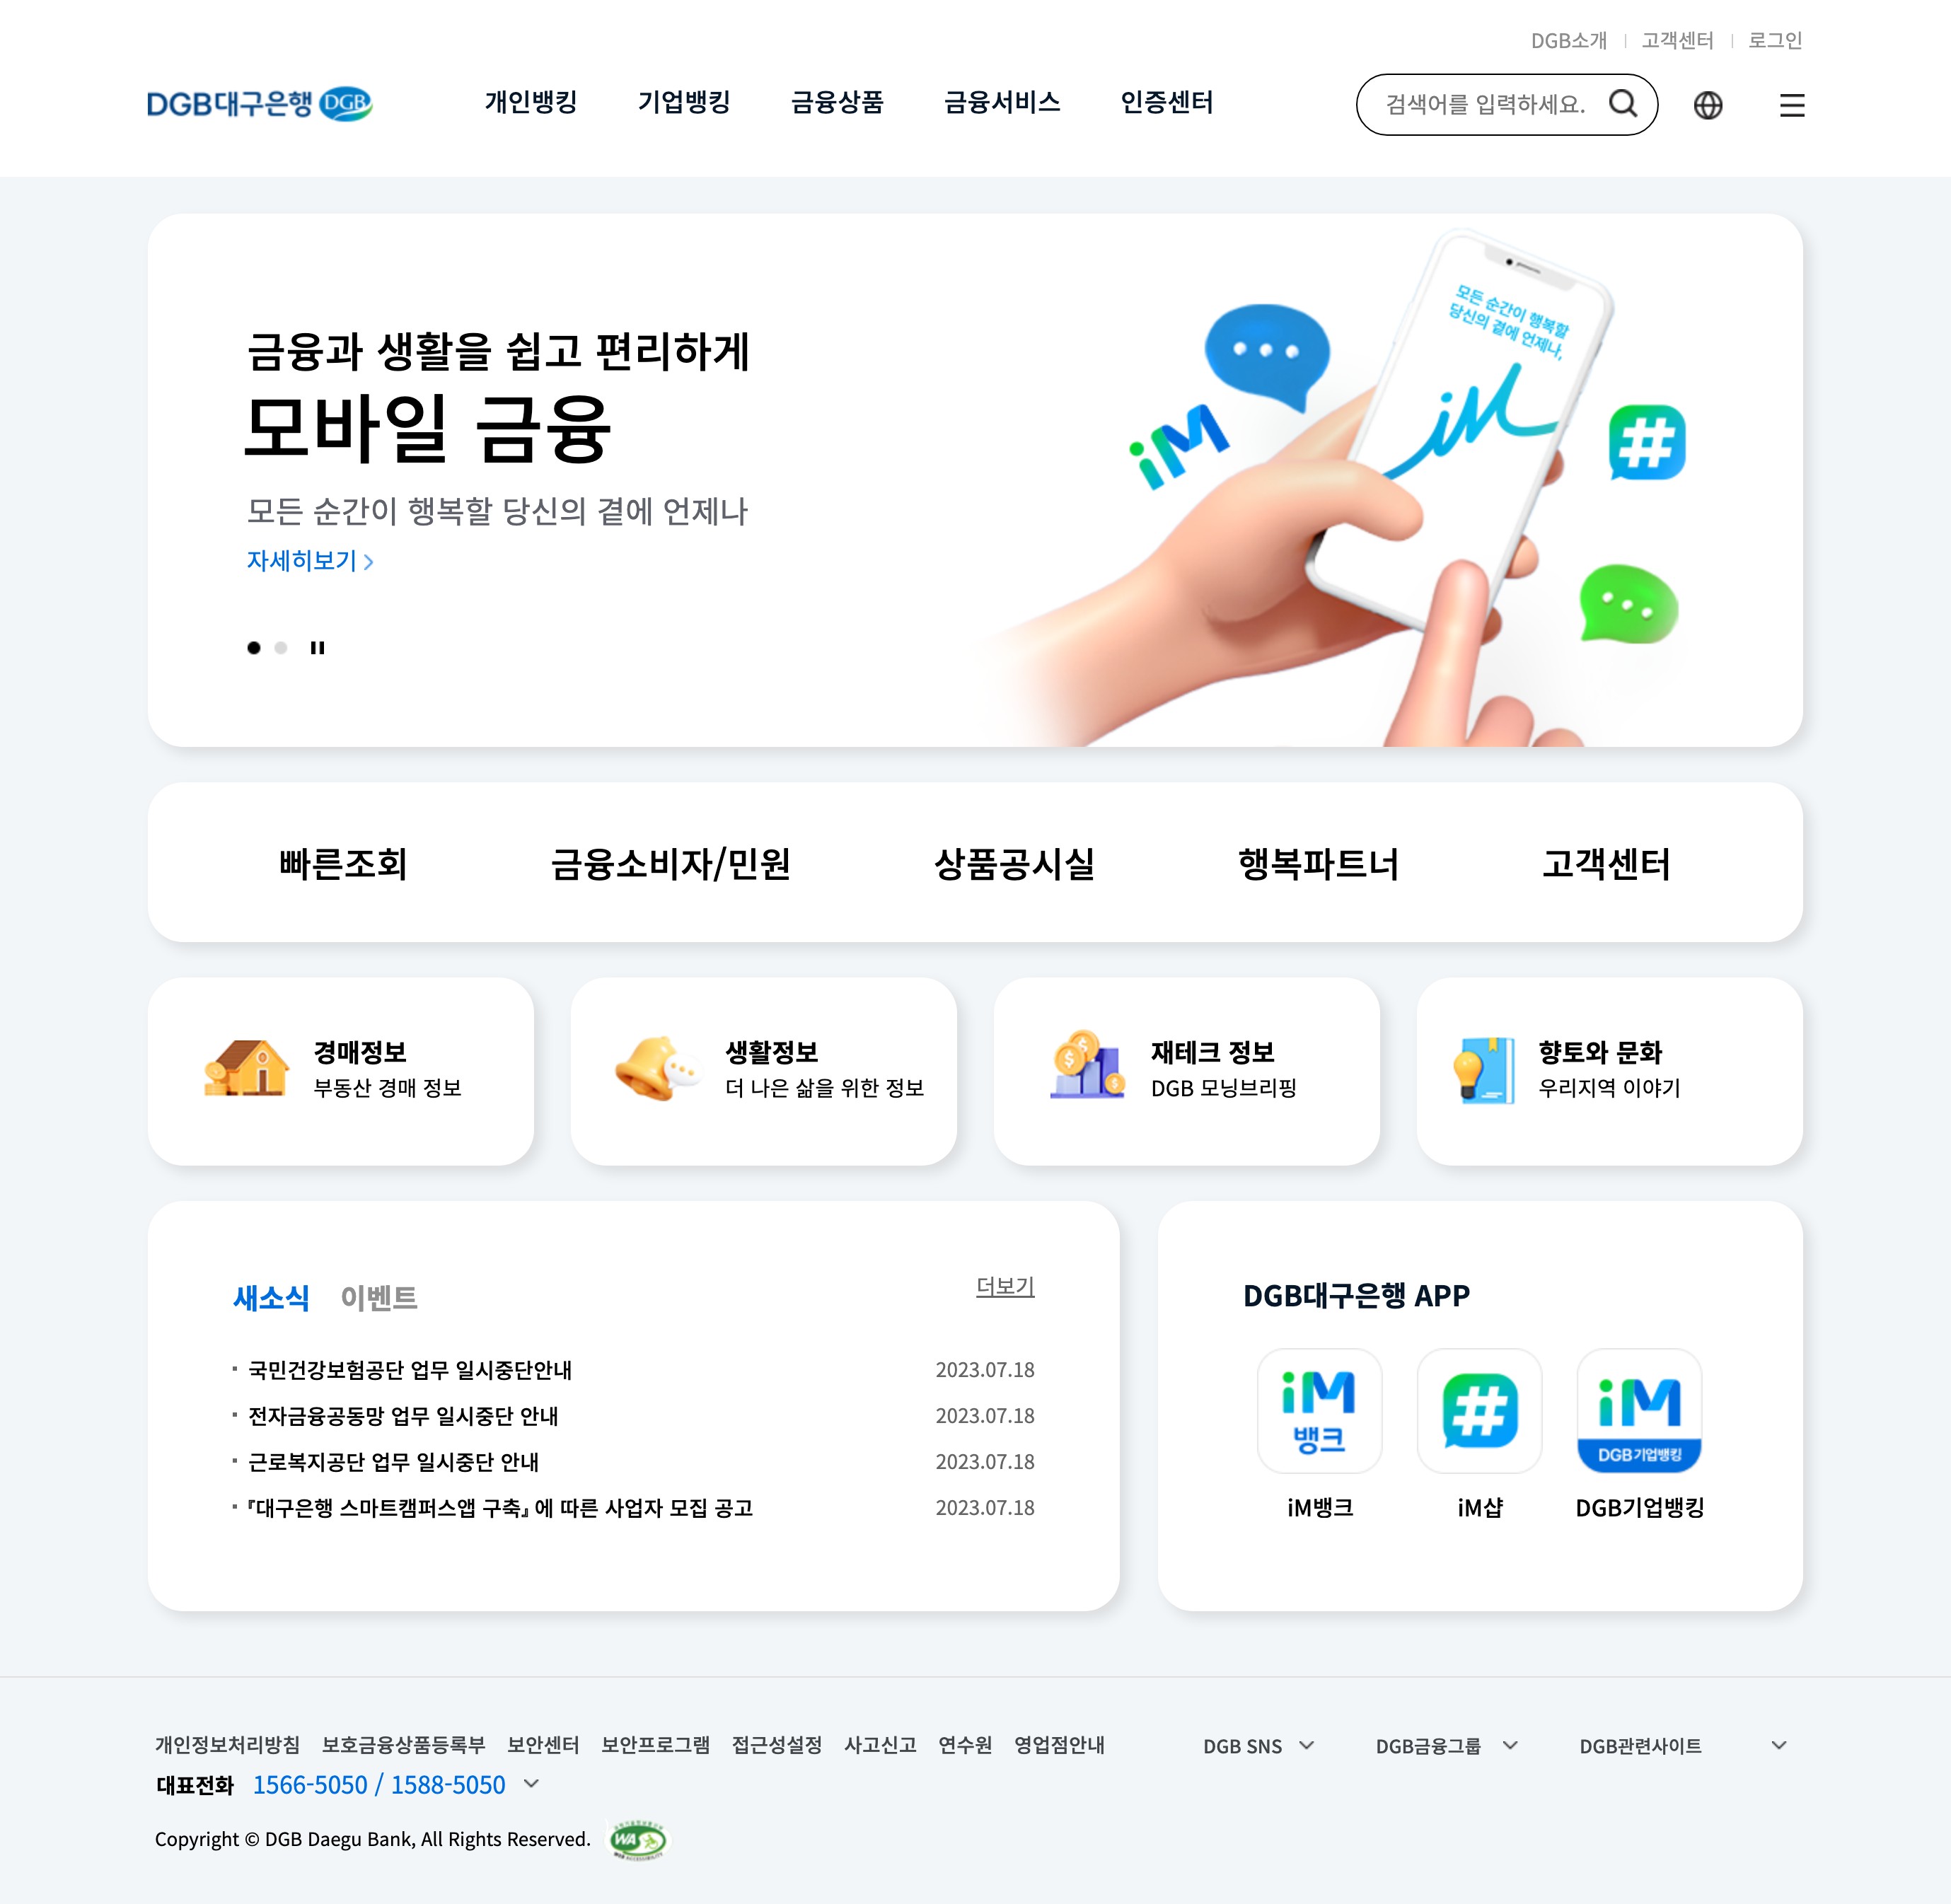 DGB소개 고객센터 로그인
DGB대구은행 DGB 개인뱅킹 기업뱅킹 금융상품 금융서비스 인증센터 검색어를 입력하세요.
금융과 생활을 쉽고 편리하게
모바일 금융
모든 순간이 행복할 당신의 곁에 언제나
자세히보기
모든 순간이 행복할
당신의 곁에 언제나,
iM
iM
#
빠른조회 금융소비자/민원 상품공시실 행복파트너 고객센터
경매정보
부동산 경매 정보
생활정보
더 나은 삶을 위한 정보
재테크 정보
DGB 모닝브리핑
향토와 문화
우리지역 이야기
새소식 이벤트 더보기
국민건강보험공단 업무 일시중단안내 2023.07.18
전자금융공동망 업무 일시중단 안내 2023.07.18
근로복지공단 업무 일시중단 안내 2023.07.18
『대구은행 스마트캠퍼스앱 구축』에 따른 사업자 모집 공고 2023.07.18
DGB대구은행 APP
iM
뱅크
#
iM
DGB기업뱅킹
iM뱅크 iM샵 DGB기업뱅킹
개인정보처리방침 보호금융상품등록부 보안센터 보안프로그램 접근성설정 사고신고 연수원 영업점안내 DGB SNS DGB금융그룹 DGB관련사이트
대표전화 1566-5050 / 1588-5050
Copyright © DGB Daegu Bank, All Rights Reserved. WA